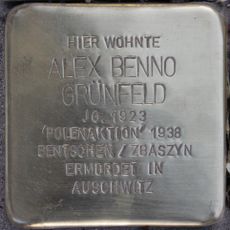 HIER WOHNTE
ALEX BENNO
GRÜNFELD
JG. 1923
'POLENAKTION' 1938
BENTSCHEN / ZBASZYN
ERMORDET IN
AUSCHWITZ